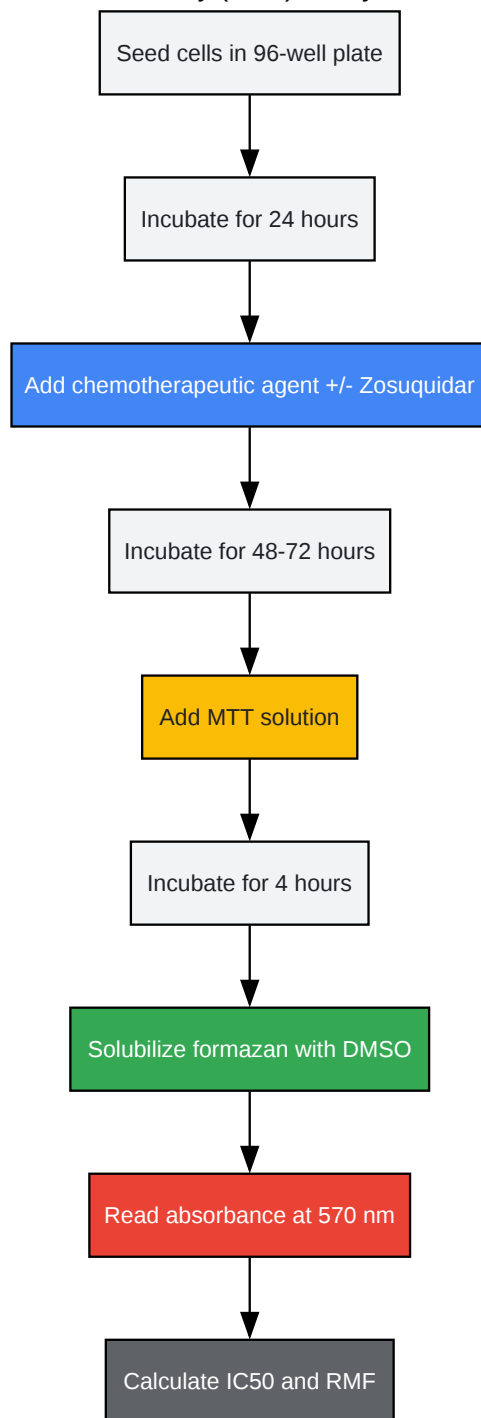 Seed cells in 96-well plate
Incubate for 24 hours
Add chemotherapeutic agent +/- Zosuquidar
Incubate for 48-72 hours
Add MTT solution
Incubate for 4 hours
Solubilize formazan with DMSO
Read absorbance at 570 nm
Calculate IC50 and RMF